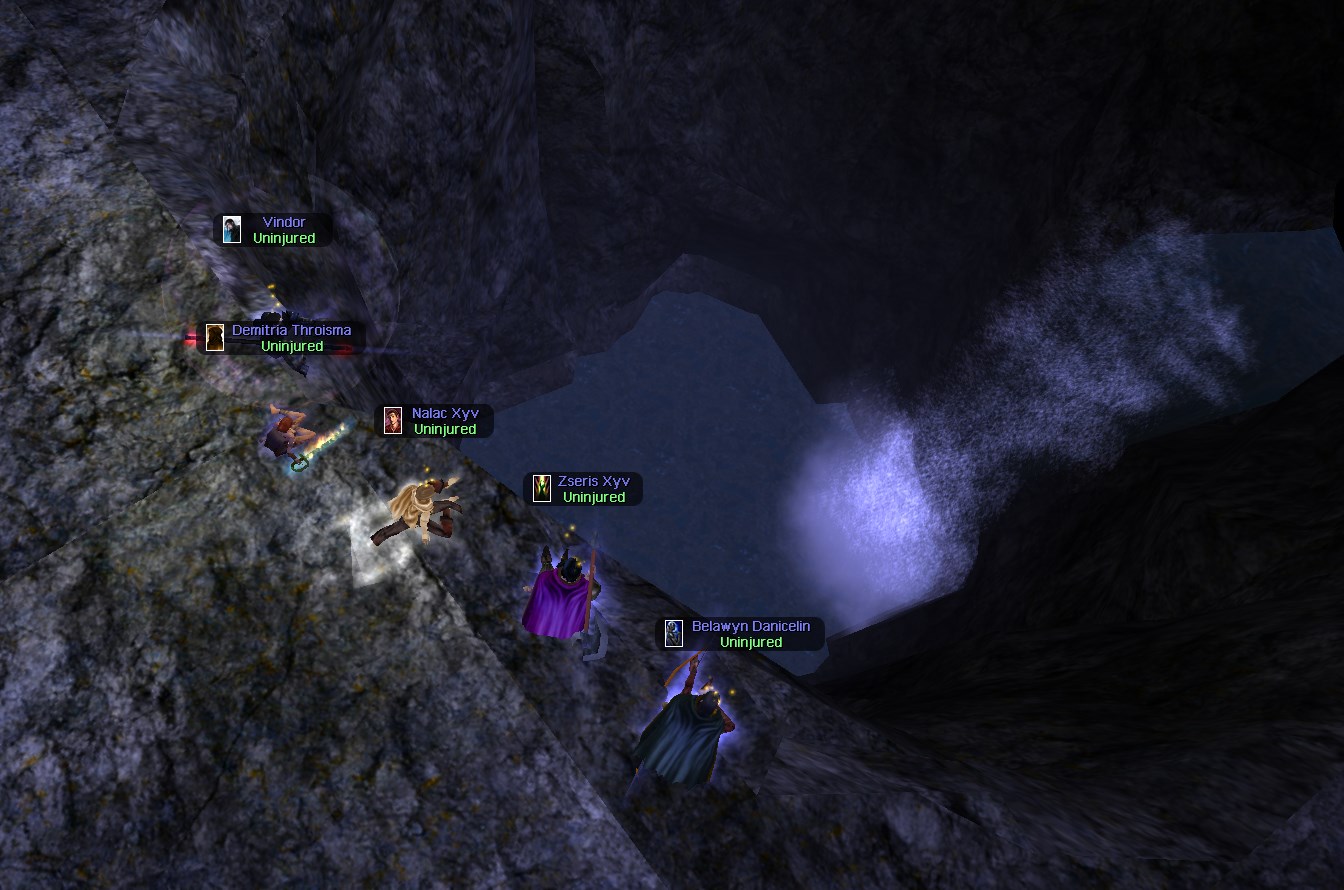 Vindor
Uninjured
Demitria Throisma
Uninjured
Nalac Xyv
Uninjured
Zseris Xyv
Uninjured
Belawyn Danicelin
Uninjured